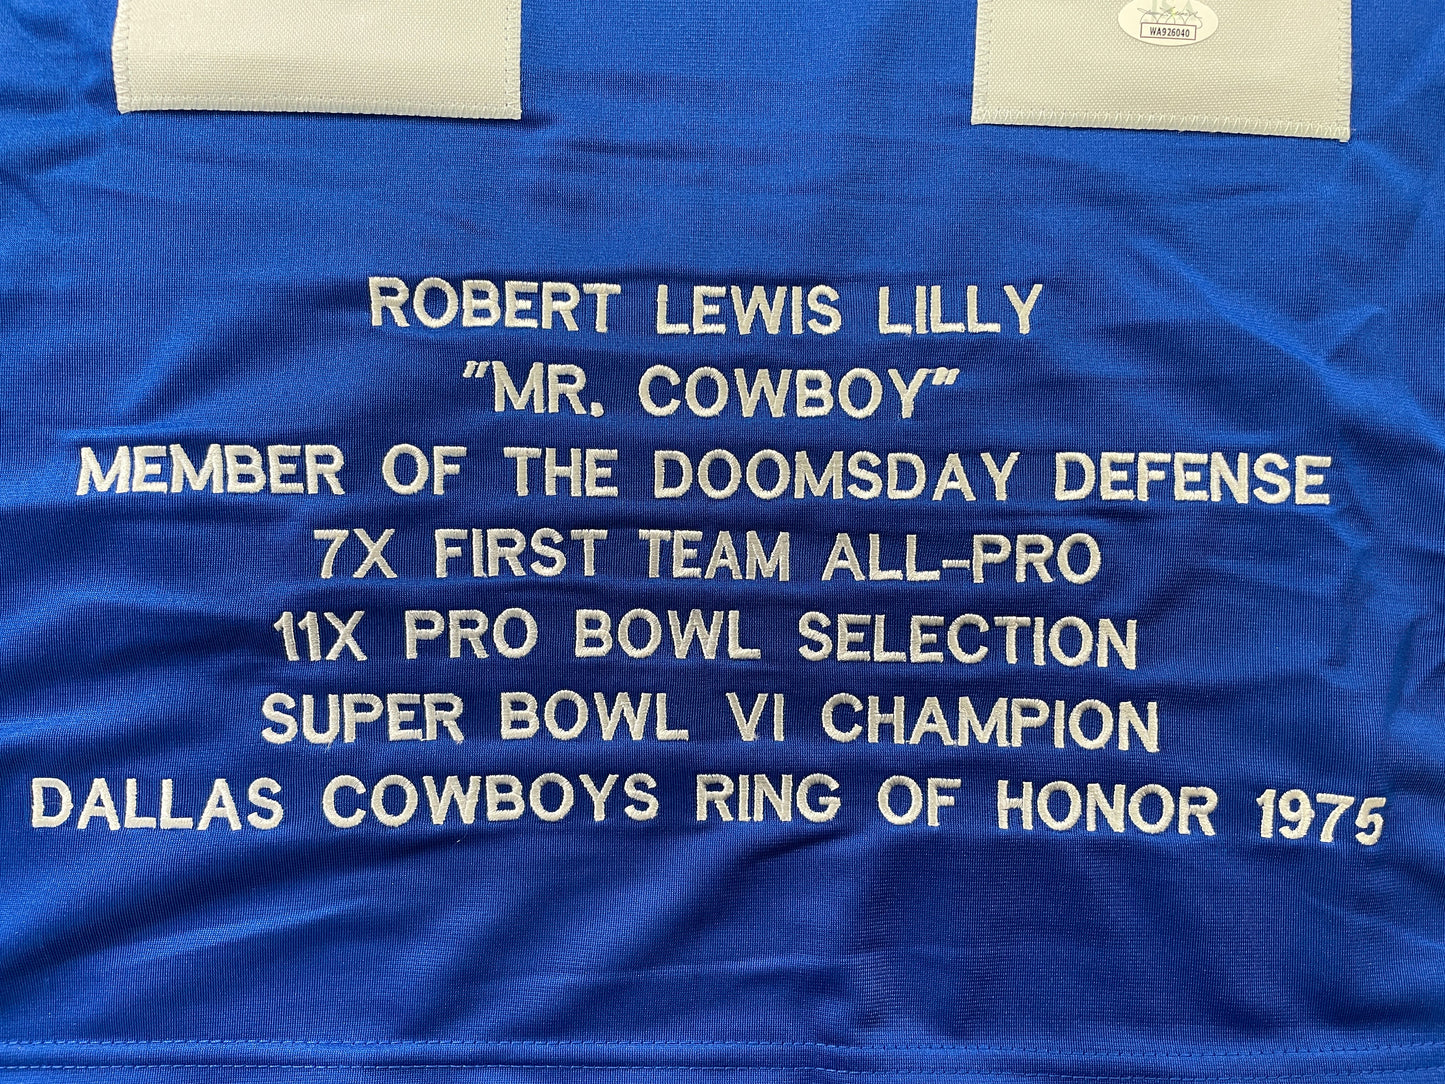 WA926040
ROBERT LEWIS LILLY
"MR. COWBOY"
MEMBER OF THE DOOMSDAY DEFENSE
7X FIRST TEAM ALL-PRO
11X PRO BOWL SELECTION
SUPER BOWL VI CHAMPION
DALLAS COWBOYS RING OF HONOR 1975